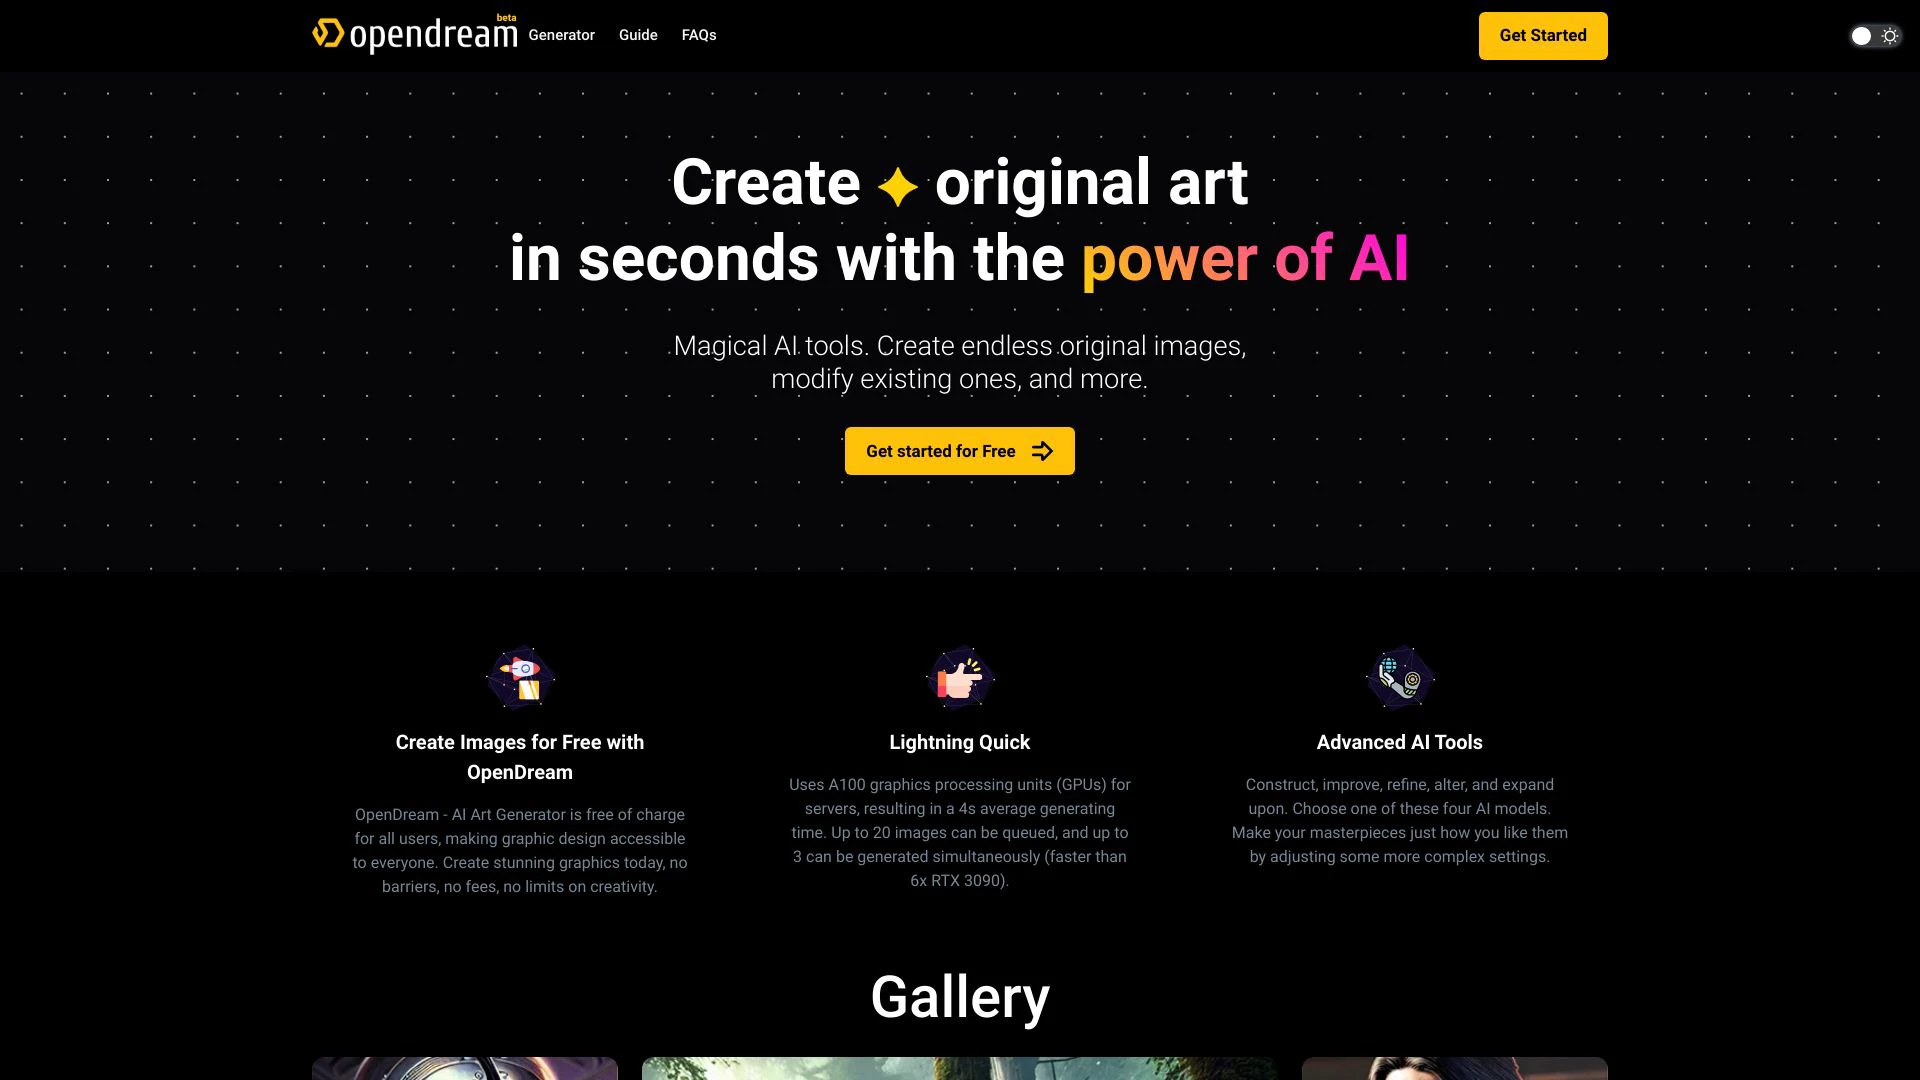 beta
opendream
Generator
Guide
FAQs
Get Started
Create original art
in seconds with the power of AI
Magical AI tools. Create endless original images,
modify existing ones, and more.
Get started for Free
Create Images for Free with
OpenDream
OpenDream - AI Art Generator is free of charge
for all users, making graphic design accessible
to everyone. Create stunning graphics today, no
barriers, no fees, no limits on creativity.
Lightning Quick
Uses A100 graphics processing units (GPUs) for
servers, resulting in a 4s average generating
time. Up to 20 images can be queued, and up to
3 can be generated simultaneously (faster than
6x RTX 3090).
Advanced AI Tools
Construct, improve, refine, alter, and expand
upon. Choose one of these four AI models.
Make your masterpieces just how you like them
by adjusting some more complex settings.
Gallery